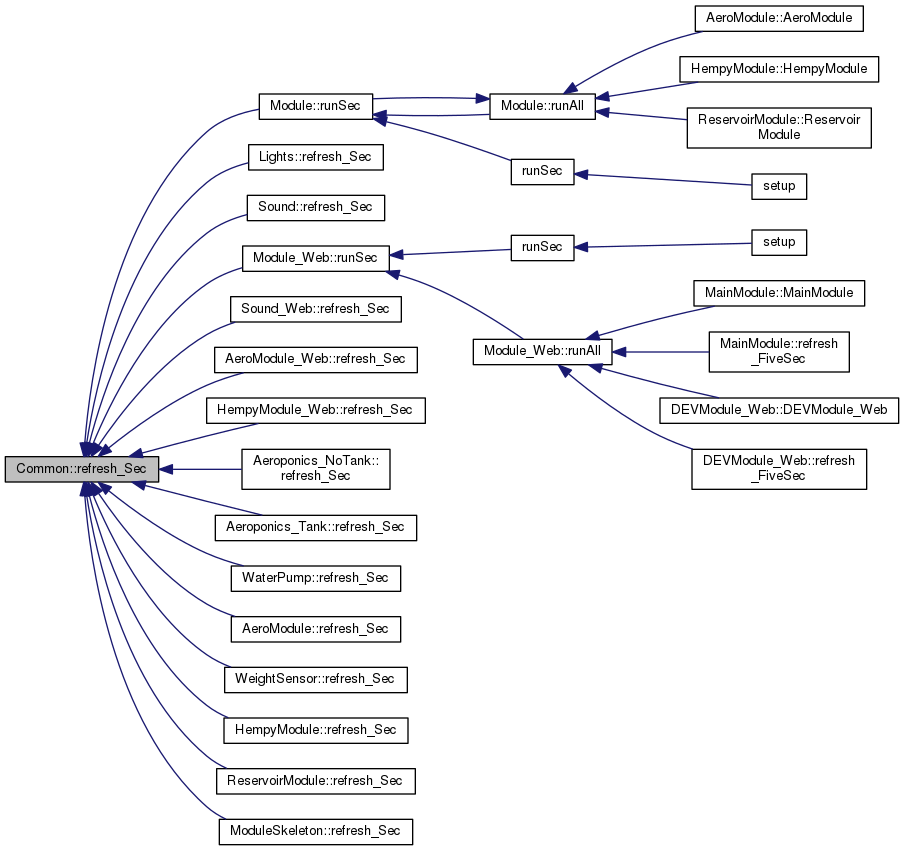 AeroModule::AeroModule
HempyModule::HempyModule
Module::runSec
Module::runAll
ReservoirModule::Reservoir
Module
Lights::refresh_Sec
runSec
setup
Sound::refresh_Sec
Module_Web::runSec
runSec
setup
MainModule::MainModule
Sound_Web::refresh_Sec
MainModule::refresh
_FiveSec
Module_Web::runAll
AeroModule_Web::refresh_Sec
HempyModule_Web::refresh_Sec
DEVModule_Web::DEVModule_Web
Common::refresh_Sec
Aeroponics_NoTank::
refresh_Sec
DEVModule_Web::refresh
_FiveSec
Aeroponics_Tank::refresh_Sec
WaterPump::refresh_Sec
AeroModule::refresh_Sec
WeightSensor::refresh_Sec
HempyModule::refresh_Sec
ReservoirModule::refresh_Sec
ModuleSkeleton::refresh_Sec